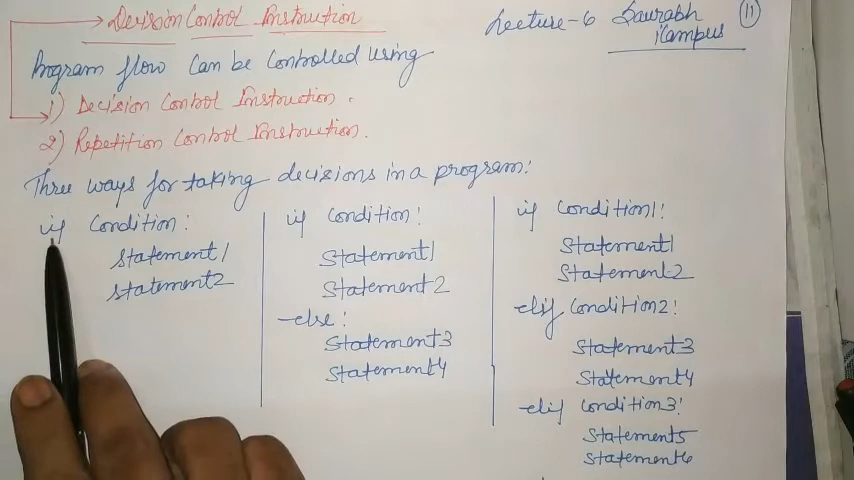 Decision Control Instruction
Lecture-6 Saurabh
Kampus
11
Program flow can be controlled using
1) Decision Control Instruction.
2) Repetition Control Instruction.
Three ways for taking decisions in a program:
if Condition:
Statement1
Statement2
if Condition:
Statement1
Statement2
else:
Statement3
Statement4
if Condition1:
Statement1
Statement2
elif Condition2:
Statement3
Statement4
elif Condition3:
Statement5
Statement6